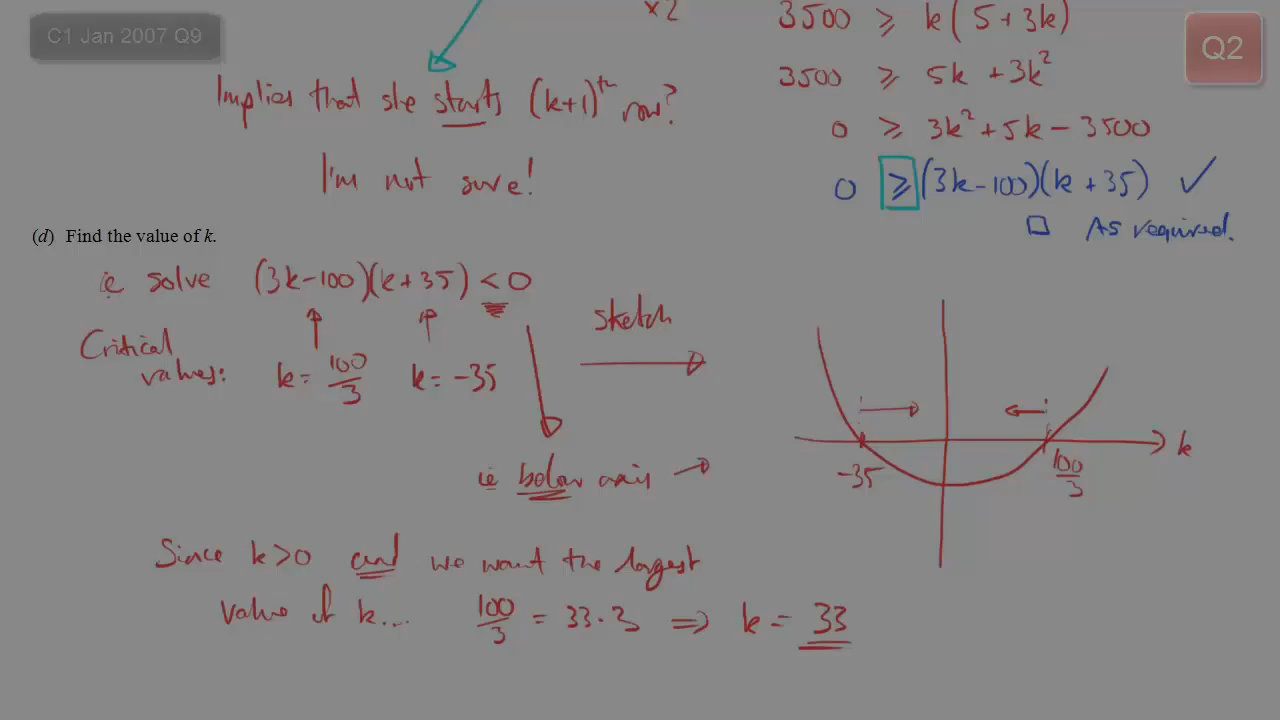 C1 Jan 2007 Q9
Q2
×2
3500 ≥ k(5+3k)
3500 ≥ 5k + 3k²
0 ≥ 3k² + 5k - 3500
0 ≥ (3k-100)(k+35) ✓
□ As required.
Implies that she starts (k+1)th row?
I'm not sure!
(d) Find the value of k.
ie solve (3k-100)(k+35) < 0
Critical values: k = 100/3 k = -35
sketch
ie below axis →
-35
100/3
k
Since k>0 and we want the largest
value of k... 100/3 = 33.3 ⇒ k = 33